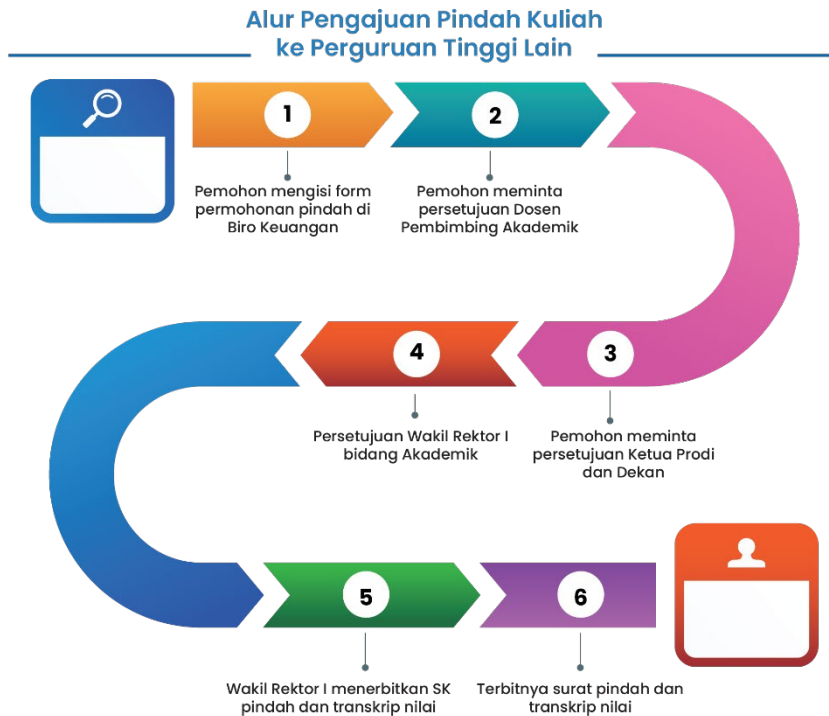 Alur Pengajuan Pindah Kuliah
ke Perguruan Tinggi Lain
1
Pemohon mengisi form
permohonan pindah di
Biro Keuangan
2
Pemohon meminta
persetujuan Dosen
Pembimbing Akademik
3
Pemohon meminta
persetujuan Ketua Prodi
dan Dekan
4
Persetujuan Wakil Rektor I
bidang Akademik
5
Wakil Rektor I menerbitkan SK
pindah dan transkrip nilai
6
Terbitnya surat pindah dan
transkrip nilai